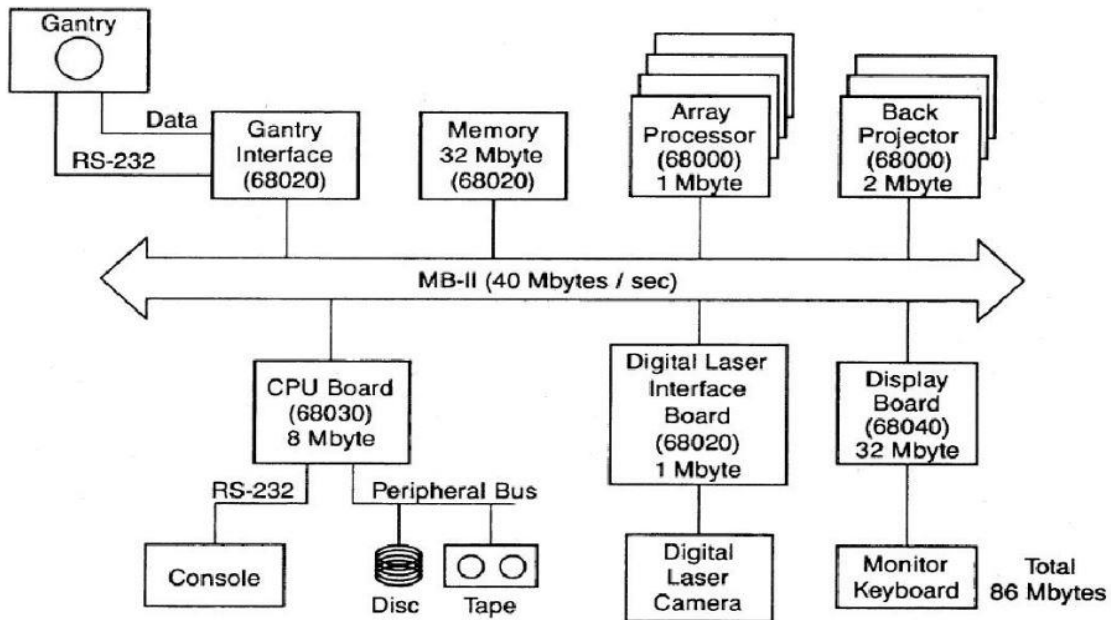 Gantry
Data
RS-232
Gantry
Interface
(68020)
Memory
32 Mbyte
(68020)
Array
Processor
(68000)
1 Mbyte
Back
Projector
(68000)
2 Mbyte
MB-II (40 Mbytes / sec)
CPU Board
(68030)
8 Mbyte
Digital Laser
Interface
Board
(68020)
1 Mbyte
Display
Board
(68040)
32 Mbyte
RS-232
Peripheral Bus
Console
Disc
Tape
Digital
Laser
Camera
Monitor
Keyboard
Total
86 Mbytes